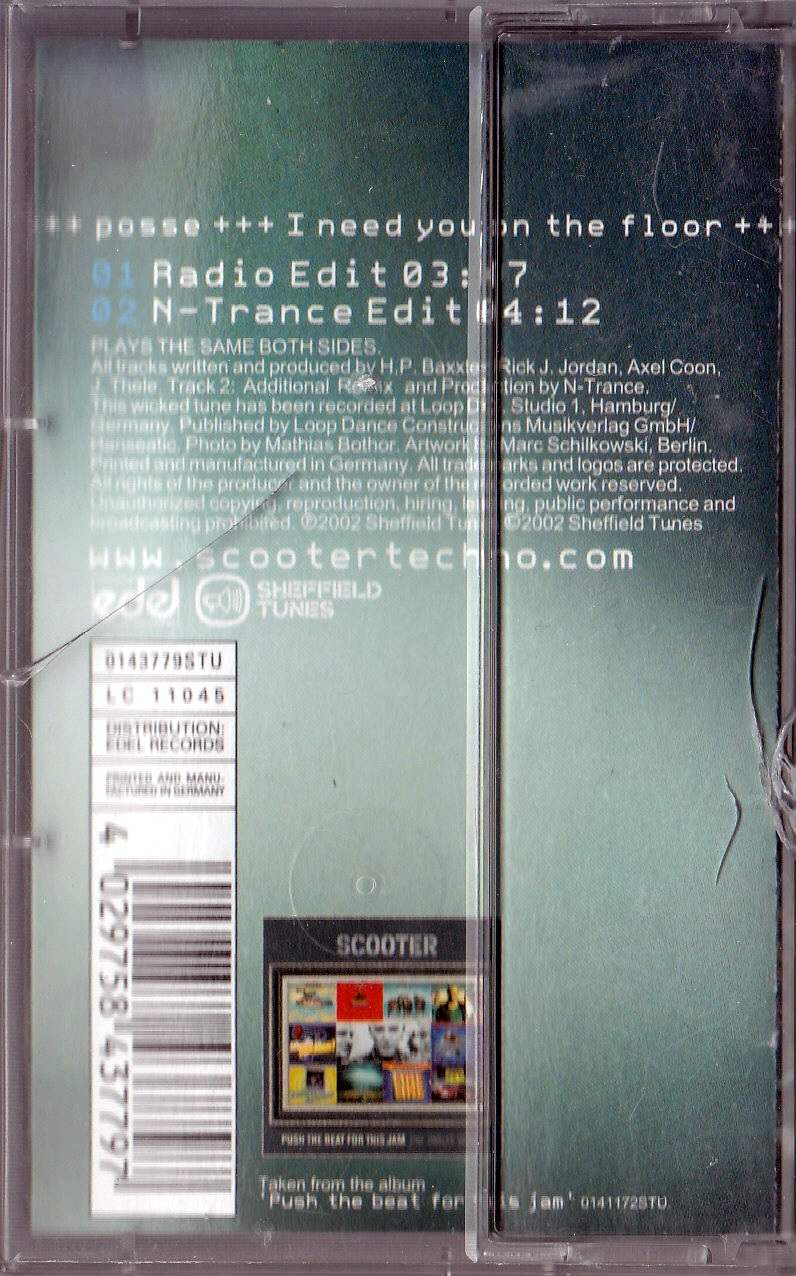 +++ posse +++ I need you on the floor +++
01 Radio Edit 03: 7
02 N-Trance Edit 04:12
PLAYS THE SAME BOTH SIDES.
All tracks written and produced by H.P. Baxxter, Rick J. Jordan, Axel Coon,
J. Thele. Track 2: Additional Remix and Production by N-Trance.
This wicked tune has been recorded at Loop D. C. Studio 1, Hamburg/
Germany. Published by Loop Dance Constructions Musikverlag GmbH/
Hanseatic. Photo by Mathias Bothor. Artwork by Marc Schilkowski, Berlin.
Printed and manufactured in Germany. All trademarks and logos are protected.
All rights of the producer and the owner of the recorded work reserved.
Unauthorized copying, reproduction, hiring, lending, public performance and
broadcasting prohibited. ℗2002 Sheffield Tunes ©2002 Sheffield Tunes
www.scootertechno.com
edel SHEFFIELD
TUNES
0143779STU
LC 11045
DISTRIBUTION:
EDEL RECORDS
PRINTED AND MANU-
FACTURED IN GERMANY
4 029758 437797
SCOOTER
PUSH THE BEAT FOR THIS JAM
Taken from the album
'Push the beat for this jam' 0141172STU.